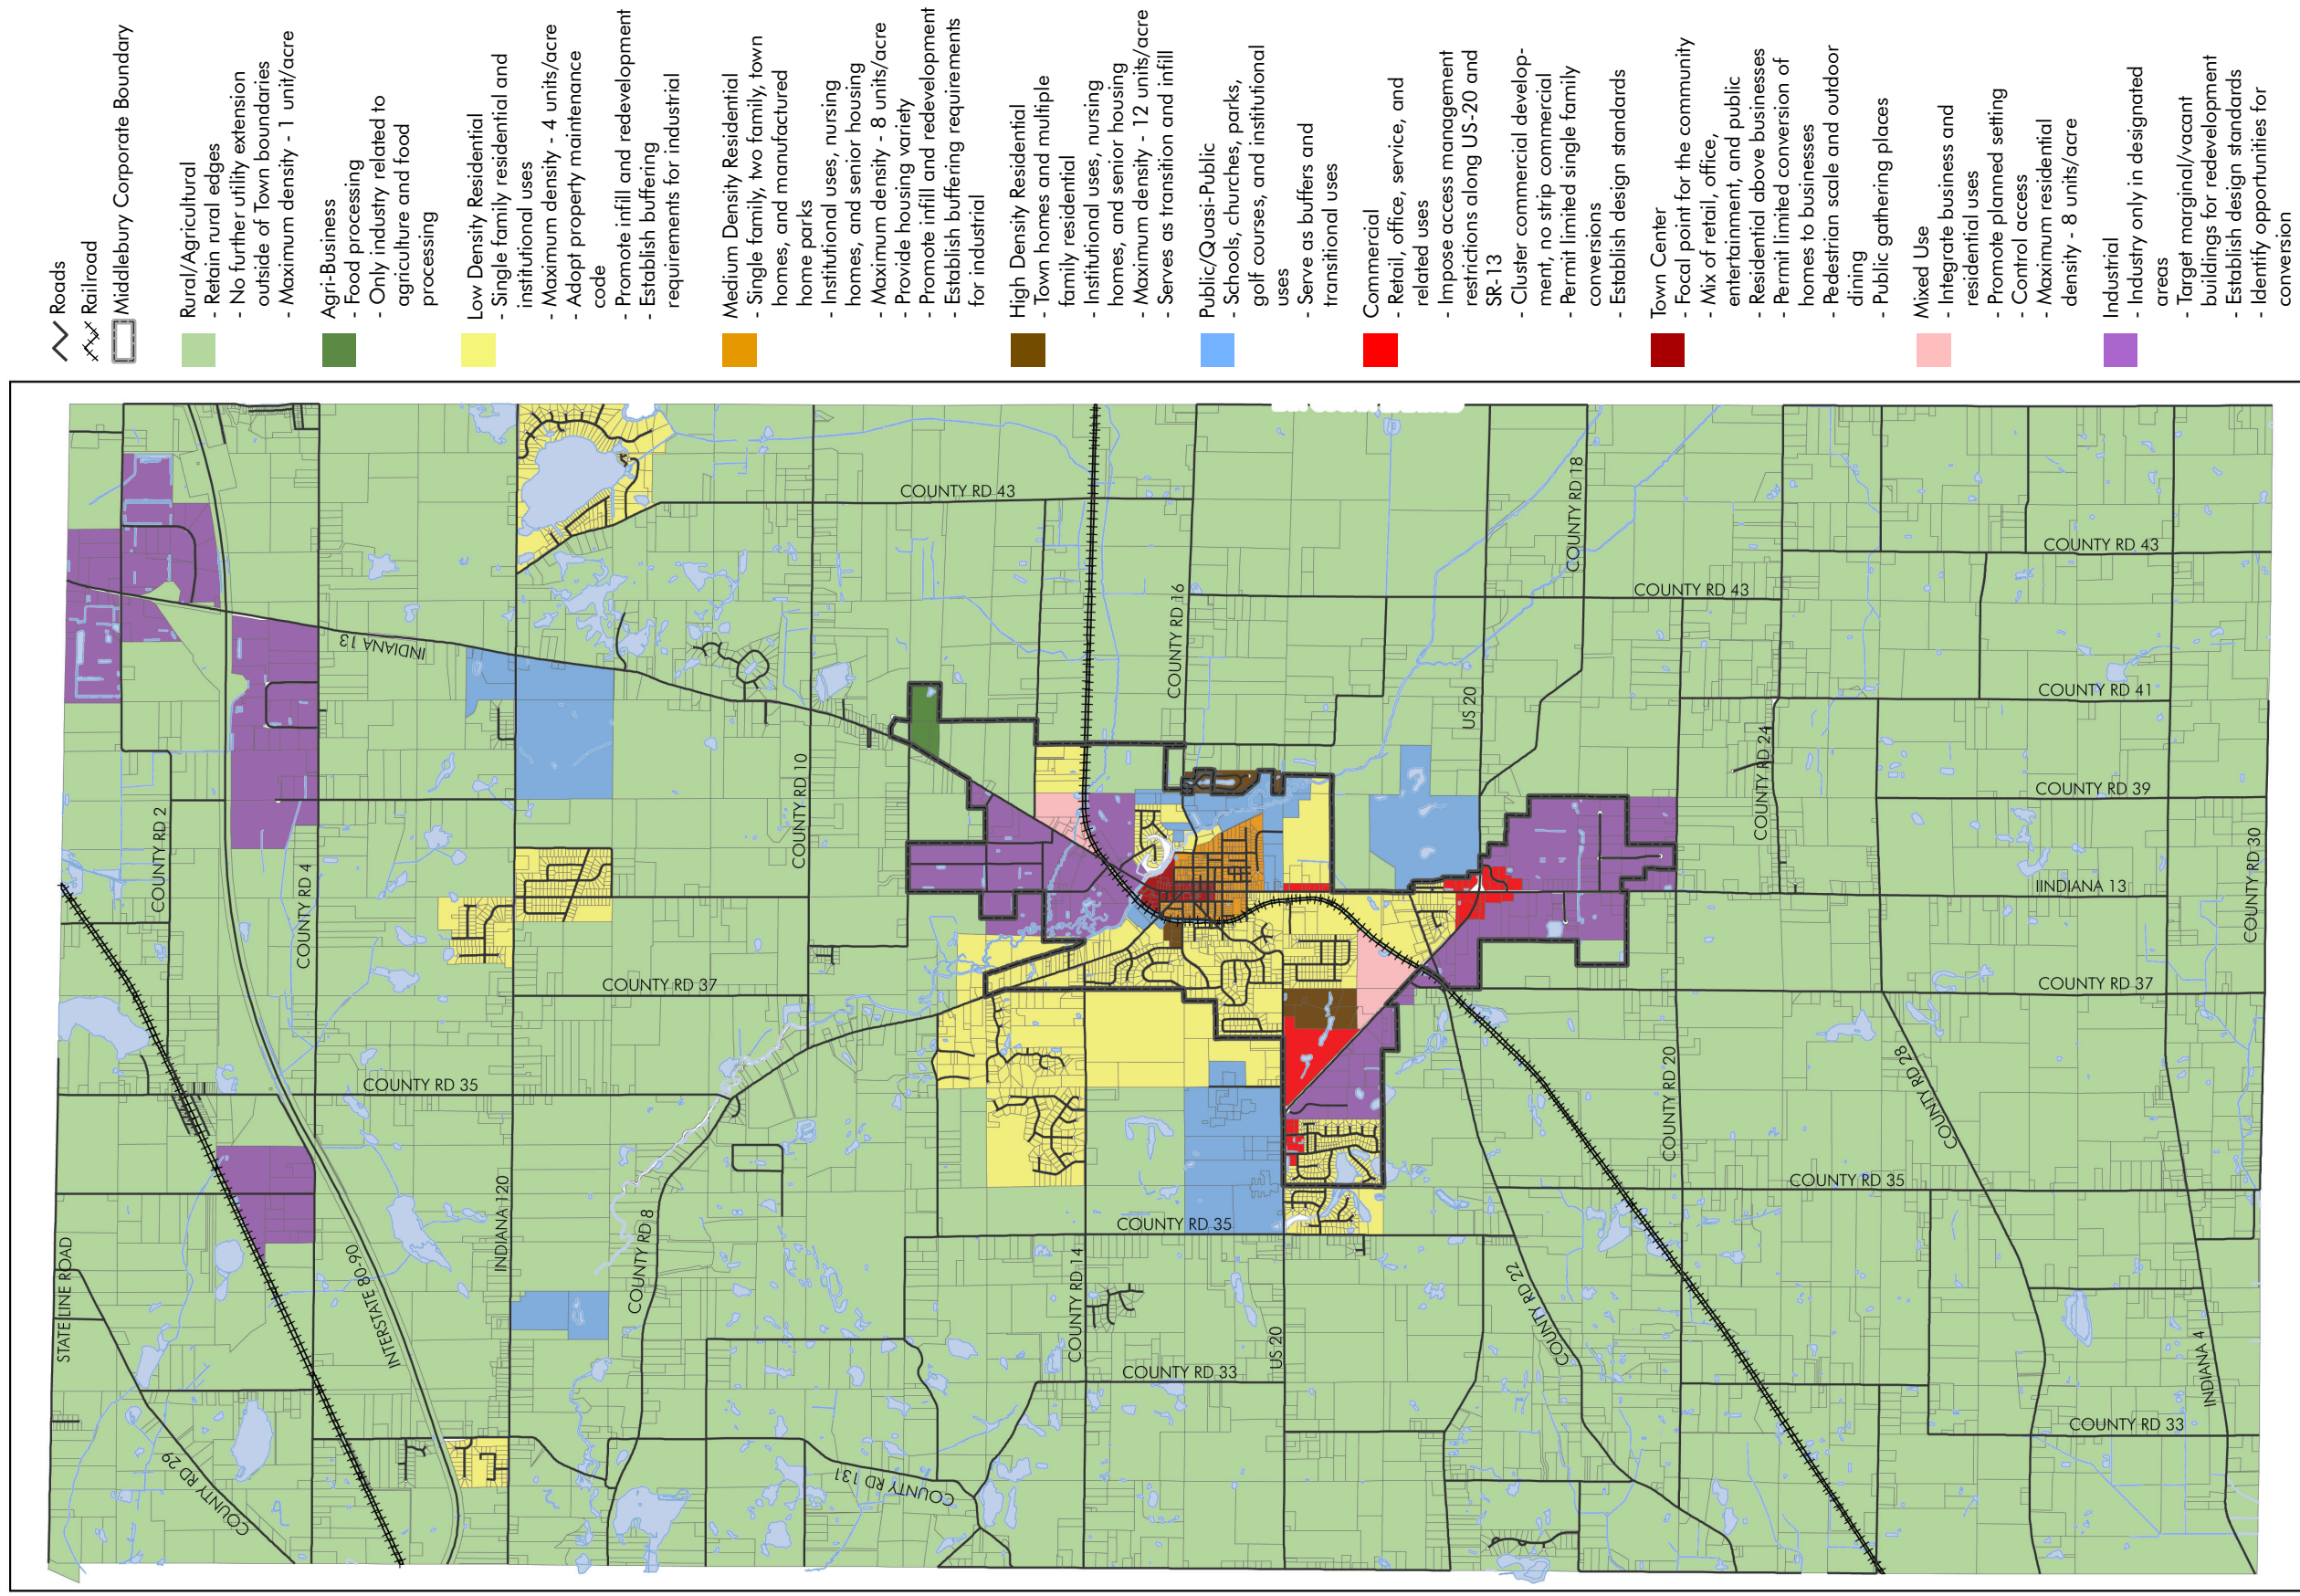 Roads
Railroad
Middlebury Corporate Boundary
Rural/Agricultural
- Retain rural edges
- No further utility extension
outside of Town boundaries
- Maximum density - 1 unit/acre
Agri-Business
- Food processing
- Only industry related to
agriculture and food
processing
Low Density Residential
- Single family residential and
institutional uses
- Maximum density - 4 units/acre
- Adopt property maintenance
code
- Promote infill and redevelopment
- Establish buffering
requirements for industrial
Medium Density Residential
- Single family, two family, town
homes, and manufactured
home parks
- Institutional uses, nursing
homes, and senior housing
- Maximum density - 8 units/acre
- Provide housing variety
- Promote infill and redevelopment
- Establish buffering requirements
for industrial
High Density Residential
- Town homes and multiple
family residential
- Institutional uses, nursing
homes, and senior housing
- Maximum density - 12 units/acre
- Serves as transition and infill
Public/Quasi-Public
- Schools, churches, parks,
golf courses, and institutional
uses
- Serve as buffers and
transitional uses
Commercial
- Retail, office, service, and
related uses
- Impose access management
restrictions along US-20 and
SR-13
- Cluster commercial develop-
ment, no strip commercial
- Permit limited single family
conversions
- Establish design standards
Town Center
- Focal point for the community
- Mix of retail, office,
entertainment, and public
- Residential above businesses
- Permit limited conversion of
homes to businesses
- Pedestrian scale and outdoor
dining
- Public gathering places
Mixed Use
- Integrate business and
residential uses
- Promote planned setting
- Control access
- Maximum residential
density - 8 units/acre
Industrial
- Industry only in designated
areas
- Target marginal/vacant
buildings for redevelopment
- Establish design standards
- Identify opportunities for
conversion
COUNTY RD 43
COUNTY RD 18
COUNTY RD 43
COUNTY RD 43
COUNTY RD 16
INDIANA 13
US 20
COUNTY RD 41
COUNTY RD 24
COUNTY RD 39
COUNTY RD 10
COUNTY RD 2
COUNTY RD 4
IINDIANA 13
COUNTY RD 30
COUNTY RD 37
COUNTY RD 37
COUNTY RD 35
COUNTY RD 20
COUNTY RD 28
COUNTY RD 35
INDIANA 120
COUNTY RD 35
COUNTY RD 8
COUNTY RD 14
STATE LINE ROAD
INTERSTATE 80-90
US 20
COUNTY RD 22
COUNTY RD 33
INDIANA 4
COUNTY RD 33
COUNTY RD 29
COUNTY RD 131